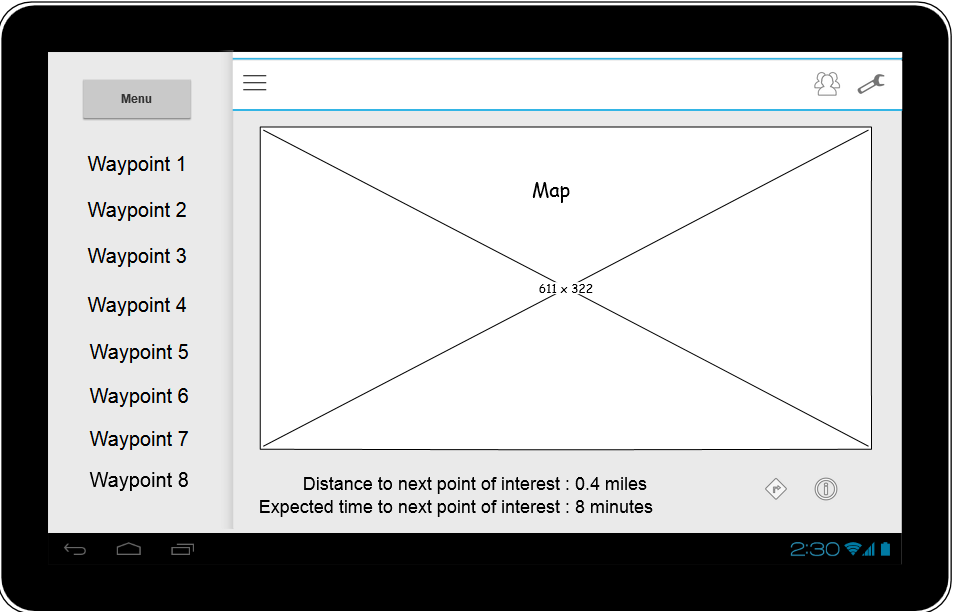 Menu
Waypoint 1
Waypoint 2
Waypoint 3
Waypoint 4
Waypoint 5
Waypoint 6
Waypoint 7
Waypoint 8
Map
611 x 322
Distance to next point of interest : 0.4 miles
Expected time to next point of interest : 8 minutes
2:30